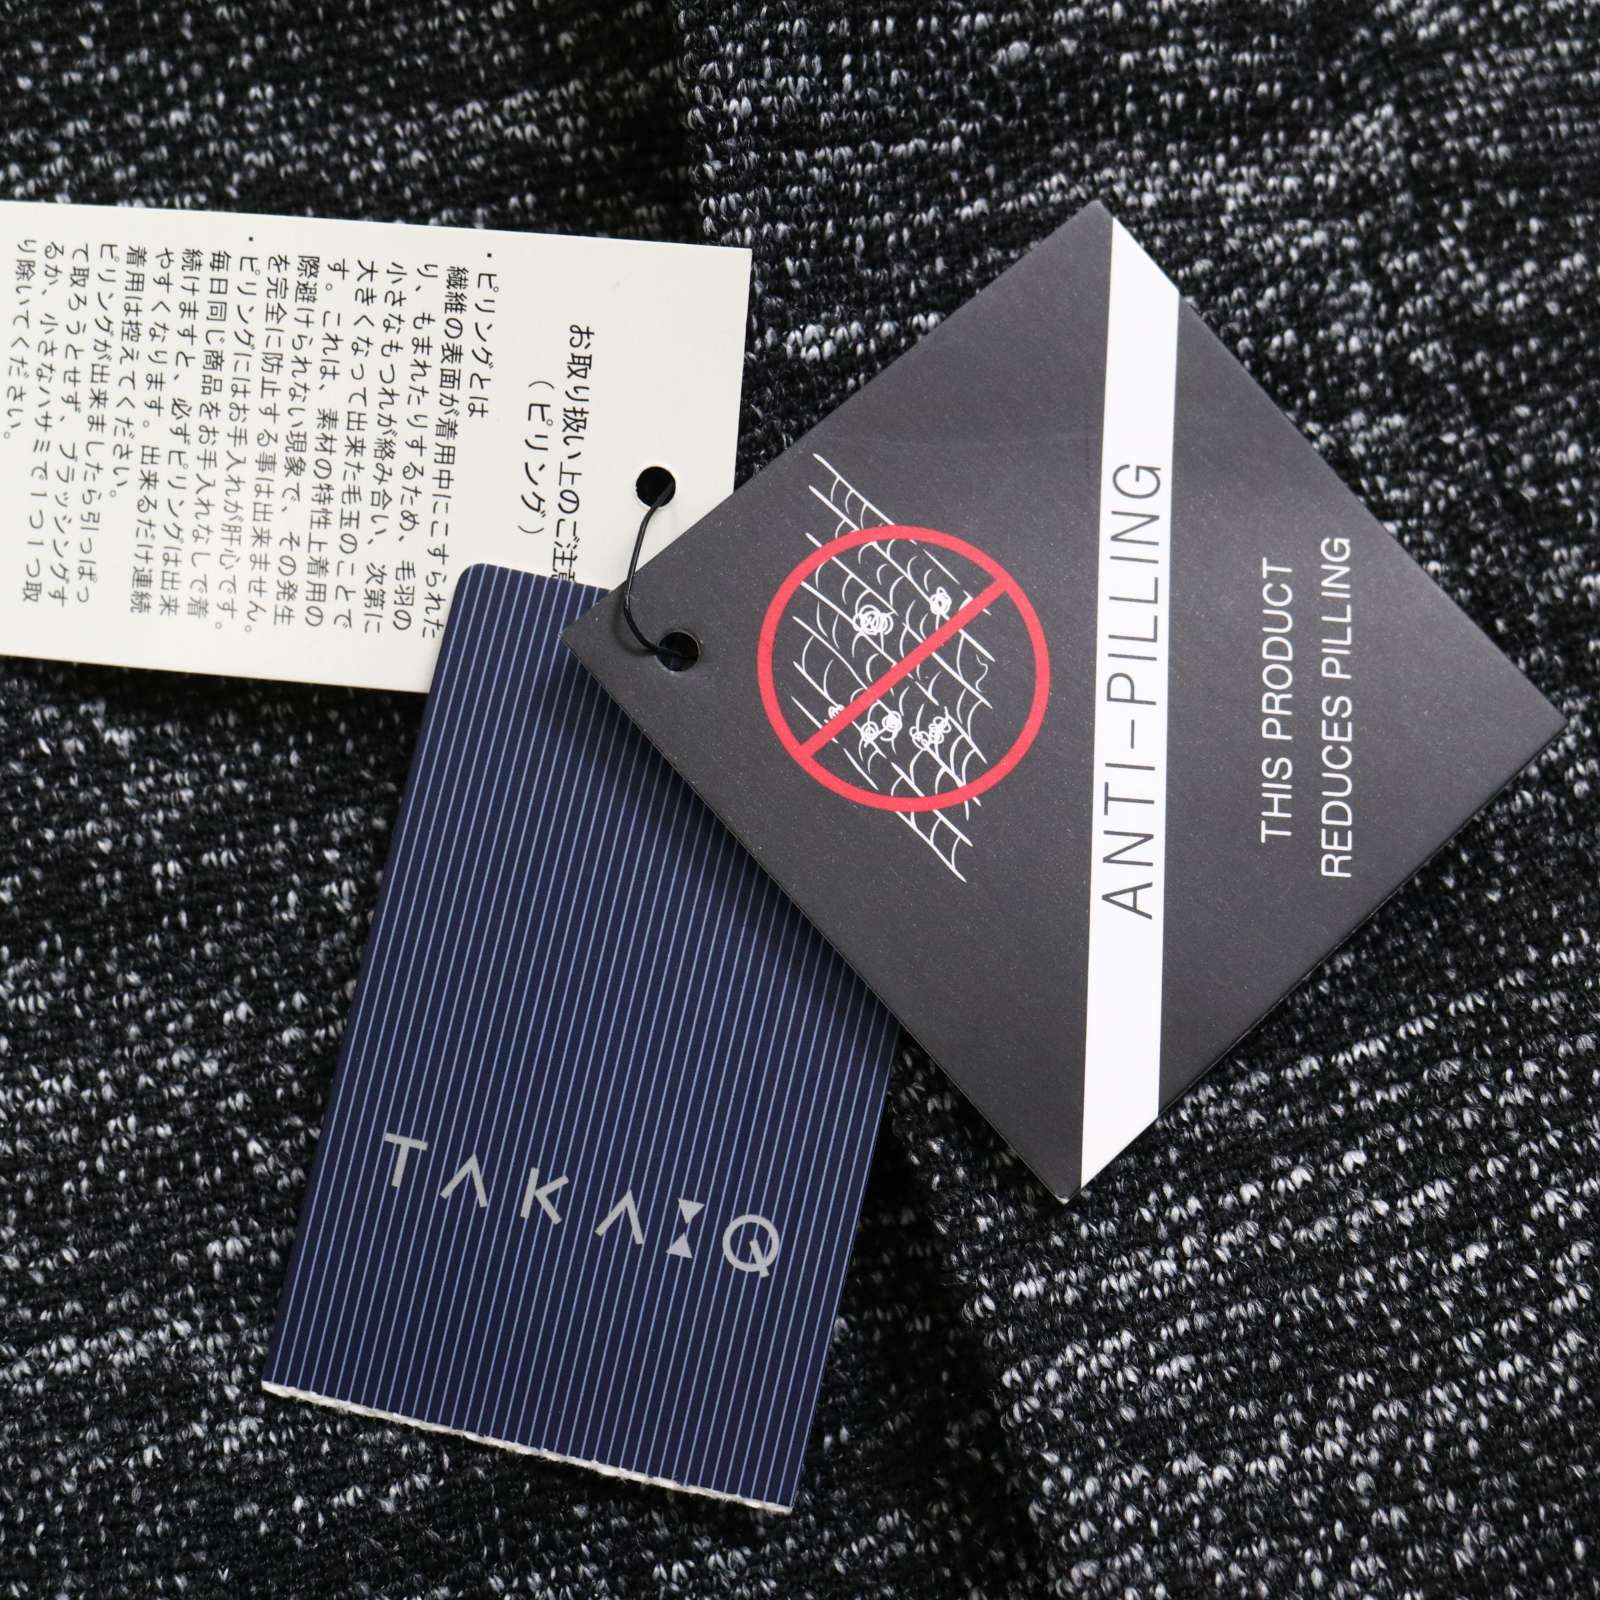 お取り扱い上のご注意
(ピリング)
・ピリングとは
繊維の表面が着用中にこすられた
り、もまれたりするため、毛羽の
小さなもつれが絡み合い、次第に
大きくなって出来た毛玉のことで
す。これは、素材の特性上着用の
際避けられない現象で、その発生
を完全に防止する事は出来ません。
・ピリングにはお手入れが肝心です。
毎日同じ商品をお手入れなしで着
続けますと、必ずピリングは出来
やすくなります。出来るだけ連続
着用は控えてください。
ピリングが出来ましたら引っぱっ
て取ろうとせず、ブラッシングす
るか、小さなハサミで1つ1つ取
り除いてください。
TAKA:Q
ANTI-PILLING
THIS PRODUCT
REDUCES PILLING